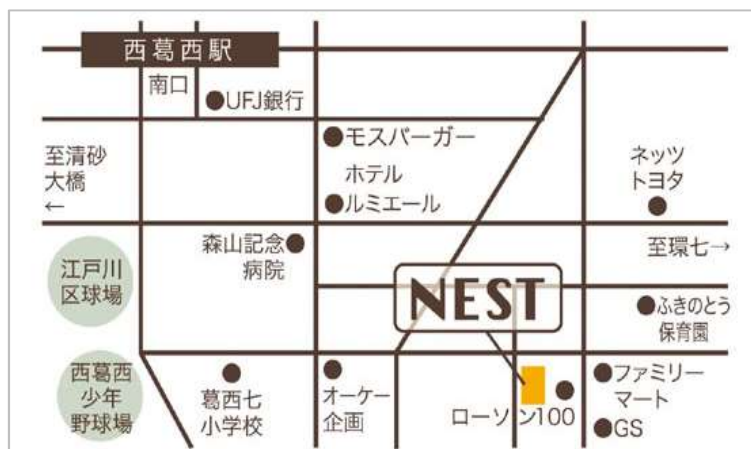 西葛西駅
南口
●UFJ銀行
●モスバーガー
至清砂
大橋
←
ホテル
●ルミエール
ネッツ
トヨタ
森山記念
病院
至環七→
江戸川
区球場
NEST
ふきのとう
保育園
西葛西
少年
野球場
葛西七
小学校
オーケー
企画
ローソン100
ファミリー
マート
GS